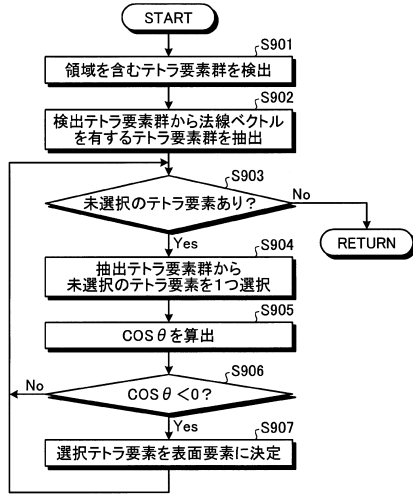 START
S901
領域を含むテトラ要素群を検出
S902
検出テトラ要素群から法線ベクトル
を有するテトラ要素群を抽出
S903
未選択のテトラ要素あり？
No
RETURN
Yes
S904
抽出テトラ要素群から
未選択のテトラ要素を1つ選択
S905
COSθを算出
S906
No
COSθ<0？
Yes
S907
選択テトラ要素を表面要素に決定